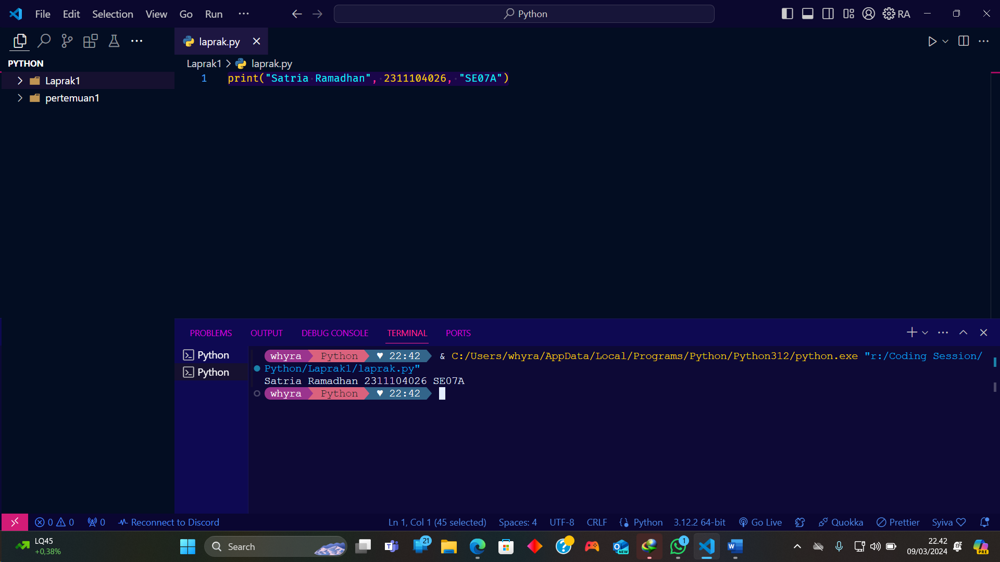 File Edit Selection View Go Run ··· Python RA
laprak.py
PYTHON
Laprak1 > laprak.py
Laprak1
pertemuan1
1 print("Satria Ramadhan", 2311104026, "SE07A")
PROBLEMS OUTPUT DEBUG CONSOLE TERMINAL PORTS
Python
Python
whyra Python ♥ 22:42 & C:/Users/whyra/AppData/Local/Programs/Python/Python312/python.exe "r:/Coding Session/
Python/Laprak1/laprak.py"
Satria Ramadhan 2311104026 SE07A
whyra Python ♥ 22:42
0 0 0 Reconnect to Discord Ln 1, Col 1 (45 selected) Spaces: 4 UTF-8 CRLF Python 3.12.2 64-bit Go Live Quokka Prettier Syiva
LQ45
+0,38%
Search
21
NEW
1
22.42
09/03/2024
PRE